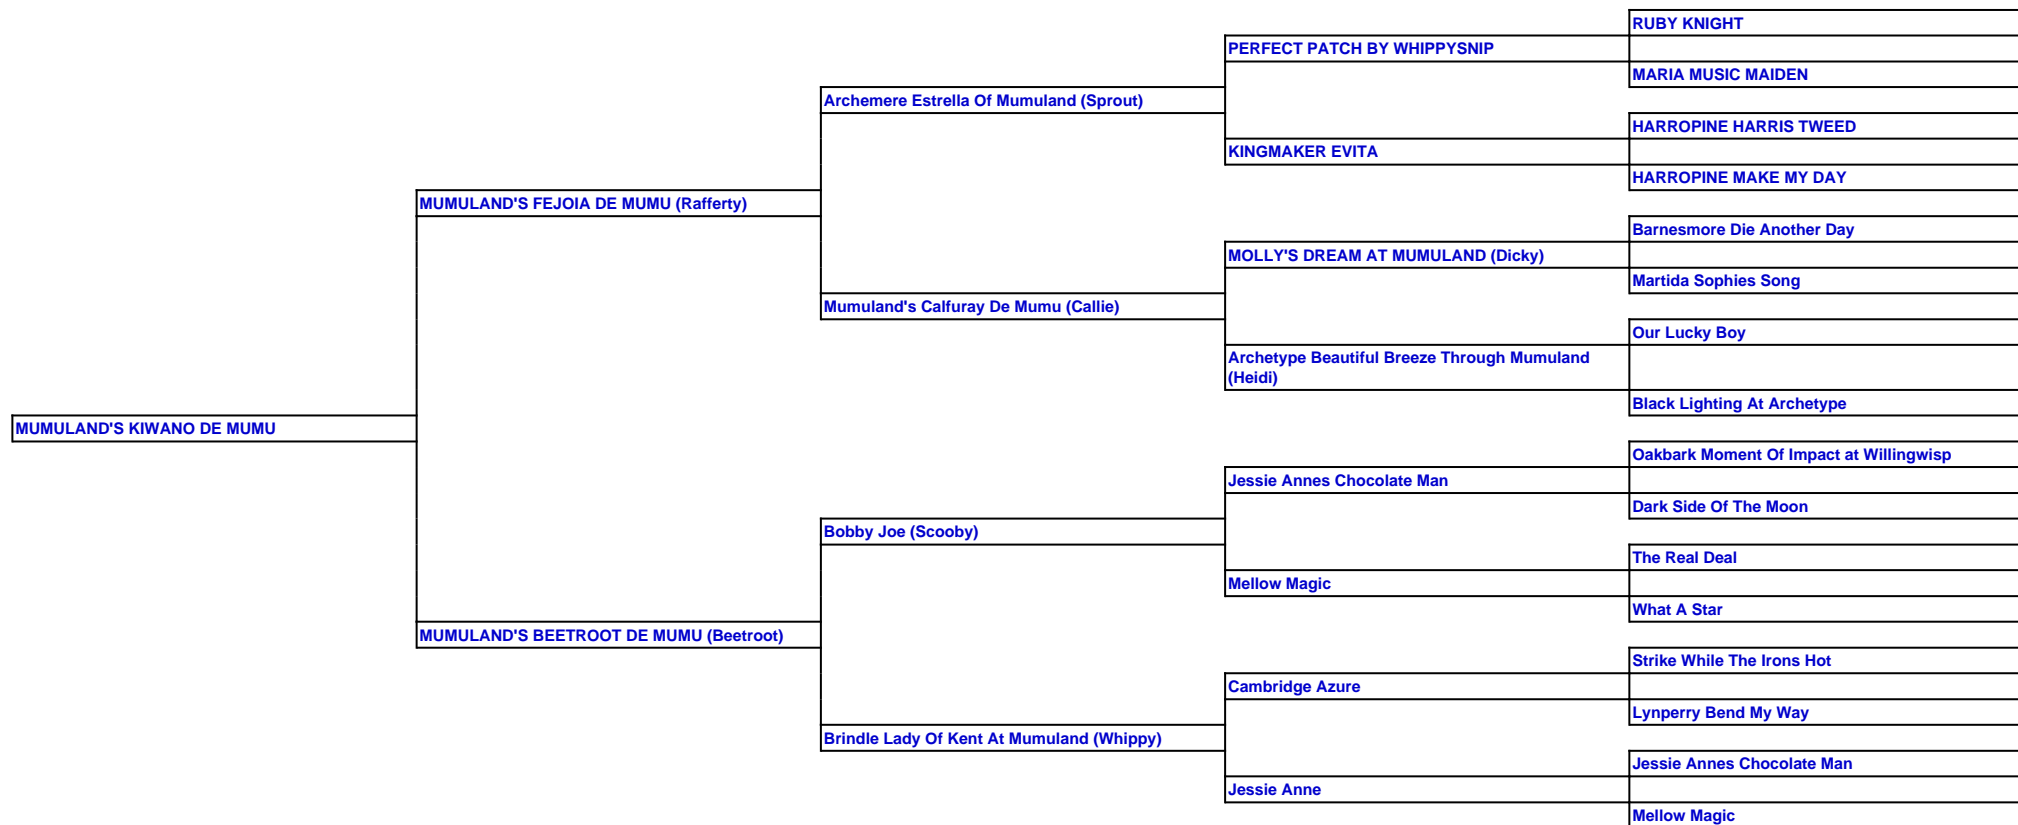 RUBY KNIGHT
PERFECT PATCH BY WHIPPYSNIP
MARIA MUSIC MAIDEN
Archemere Estrella Of Mumuland (Sprout)
HARROPINE HARRIS TWEED
KINGMAKER EVITA
HARROPINE MAKE MY DAY
MUMULAND'S FEJOIA DE MUMU (Rafferty)
Barnesmore Die Another Day
MOLLY'S DREAM AT MUMULAND (Dicky)
Martida Sophies Song
Mumuland's Calfuray De Mumu (Callie)
Our Lucky Boy
Archetype Beautiful Breeze Through Mumuland
(Heidi)
Black Lighting At Archetype
MUMULAND'S KIWANO DE MUMU
Oakbark Moment Of Impact at Willingwisp
Jessie Annes Chocolate Man
Dark Side Of The Moon
Bobby Joe (Scooby)
The Real Deal
Mellow Magic
What A Star
MUMULAND'S BEETROOT DE MUMU (Beetroot)
Strike While The Irons Hot
Cambridge Azure
Lynperry Bend My Way
Brindle Lady Of Kent At Mumuland (Whippy)
Jessie Annes Chocolate Man
Jessie Anne
Mellow Magic